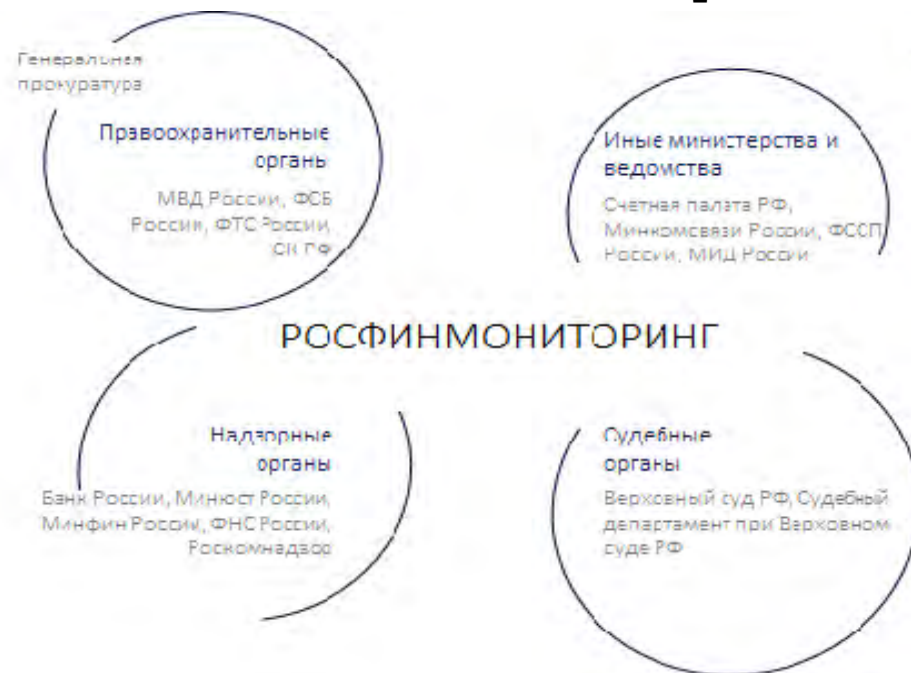 Генеральная
прокуратура
Правоохранительные
органы
МВД России, ФСБ
России, ФТС России,
СК РФ
Иные министерства и
ведомства
Счетная палата РФ,
Минкомсвязи России, ФССП
России, МИД России
РОСФИНМОНИТОРИНГ
Надзорные
органы
Банк России, Минюст России,
Минфин России, ФНС России,
Роскомнадзор
Судебные
органы
Верховный суд РФ, Судебный
департамент при Верховном
суде РФ